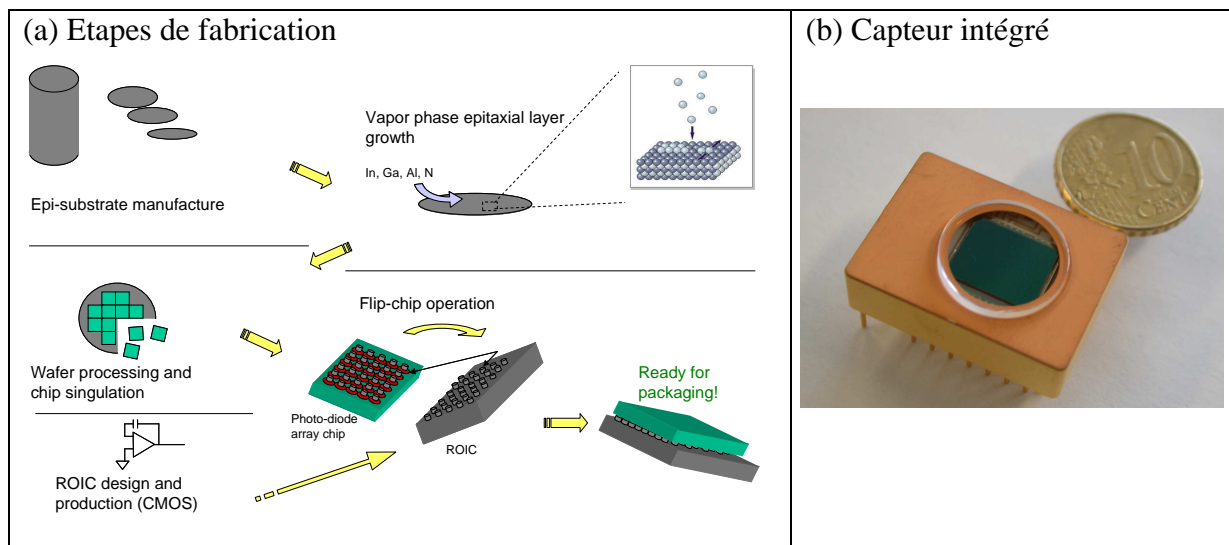 (a) Etapes de fabrication
Epi-substrate manufacture
Vapor phase epitaxial layer
growth
In, Ga, Al, N
Wafer processing and
chip singulation
ROIC design and
production (CMOS)
Flip-chip operation
Photo-diode
array chip
ROIC
Ready for
packaging!
(b) Capteur intégré
10
CENT